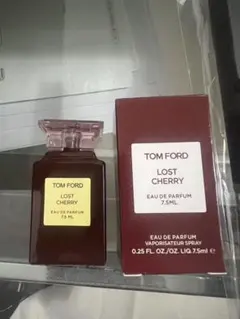 TOM FORD
LOST
CHERRY
EAU DE PARFUM
7.5 ML
TOM FORD
LOST
CHERRY
EAU DE PARFUM
7.5ML
EAU DE PARFUM
VAPORISATEUR SPRAY
0.25 FL. OZ./OZ. LIQ. 7.5ml e